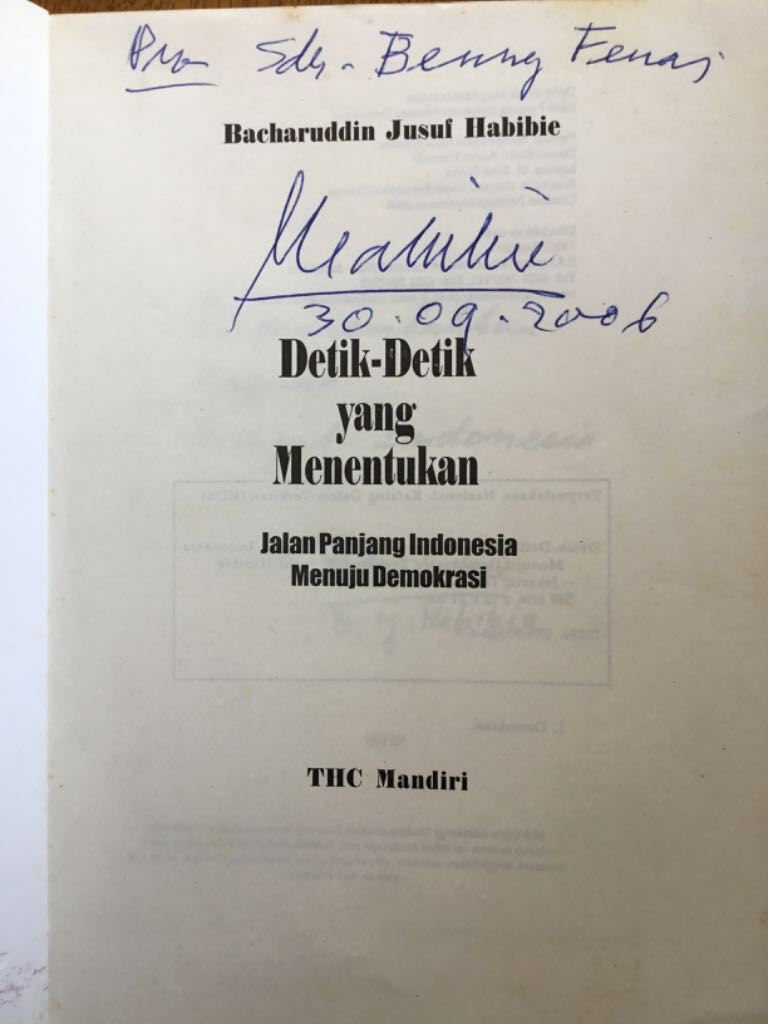 Pro Sdr. Benny
Bacharuddin Jusuf Habibie
Habibie
30.09.2006
Detik-Detik
yang
Menentukan
Jalan Panjang Indonesia
Menuju Demokrasi
THC Mandiri